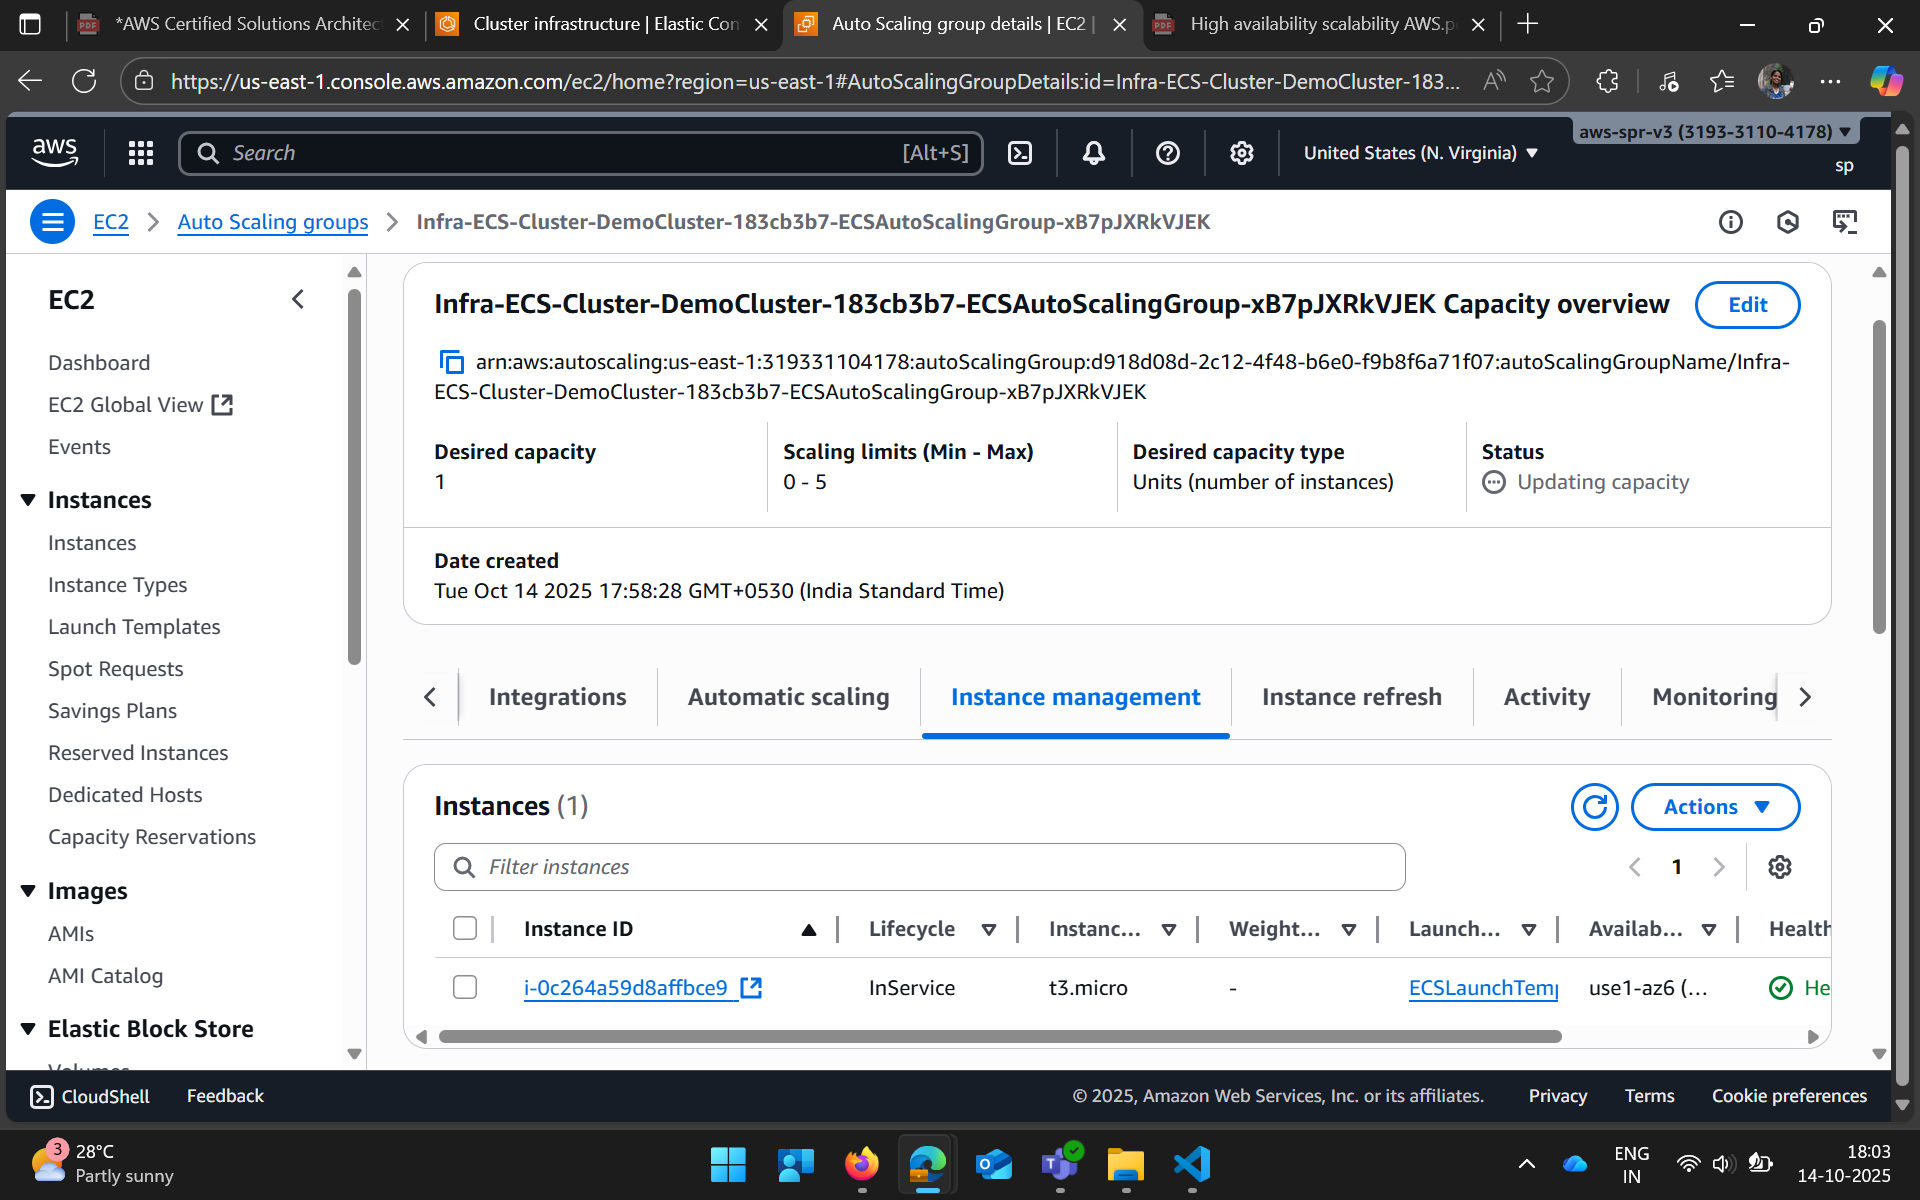 *AWS Certified Solutions Architect
Cluster infrastructure | Elastic Con
Auto Scaling group details | EC2 |
High availability scalability AWS.p
https://us-east-1.console.aws.amazon.com/ec2/home?region=us-east-1#AutoScalingGroupDetails:id=Infra-ECS-Cluster-DemoCluster-183...
aws
Search
[Alt+S]
United States (N. Virginia)
aws-spr-v3 (3193-3110-4178)
sp
EC2
Auto Scaling groups
Infra-ECS-Cluster-DemoCluster-183cb3b7-ECSAutoScalingGroup-xB7pJXRkVJEK
EC2
Dashboard
EC2 Global View
Events
Instances
Instances
Instance Types
Launch Templates
Spot Requests
Savings Plans
Reserved Instances
Dedicated Hosts
Capacity Reservations
Images
AMIs
AMI Catalog
Elastic Block Store
Volumes
Infra-ECS-Cluster-DemoCluster-183cb3b7-ECSAutoScalingGroup-xB7pJXRkVJEK Capacity overview
Edit
arn:aws:autoscaling:us-east-1:319331104178:autoScalingGroup:d918d08d-2c12-4f48-b6e0-f9b8f6a71f07:autoScalingGroupName/Infra-
ECS-Cluster-DemoCluster-183cb3b7-ECSAutoScalingGroup-xB7pJXRkVJEK
Desired capacity
1
Scaling limits (Min - Max)
0 - 5
Desired capacity type
Units (number of instances)
Status
Updating capacity
Date created
Tue Oct 14 2025 17:58:28 GMT+0530 (India Standard Time)
Integrations
Automatic scaling
Instance management
Instance refresh
Activity
Monitoring
Instances (1)
Actions
Filter instances
1
Instance ID
Lifecycle
Instanc...
Weight...
Launch...
Availab...
Health
i-0c264a59d8affbce9
InService
t3.micro
-
ECSLaunchTemp
use1-az6 (...
He
CloudShell
Feedback
© 2025, Amazon Web Services, Inc. or its affiliates.
Privacy
Terms
Cookie preferences
3
28°C
Partly sunny
ENG
IN
18:03
14-10-2025